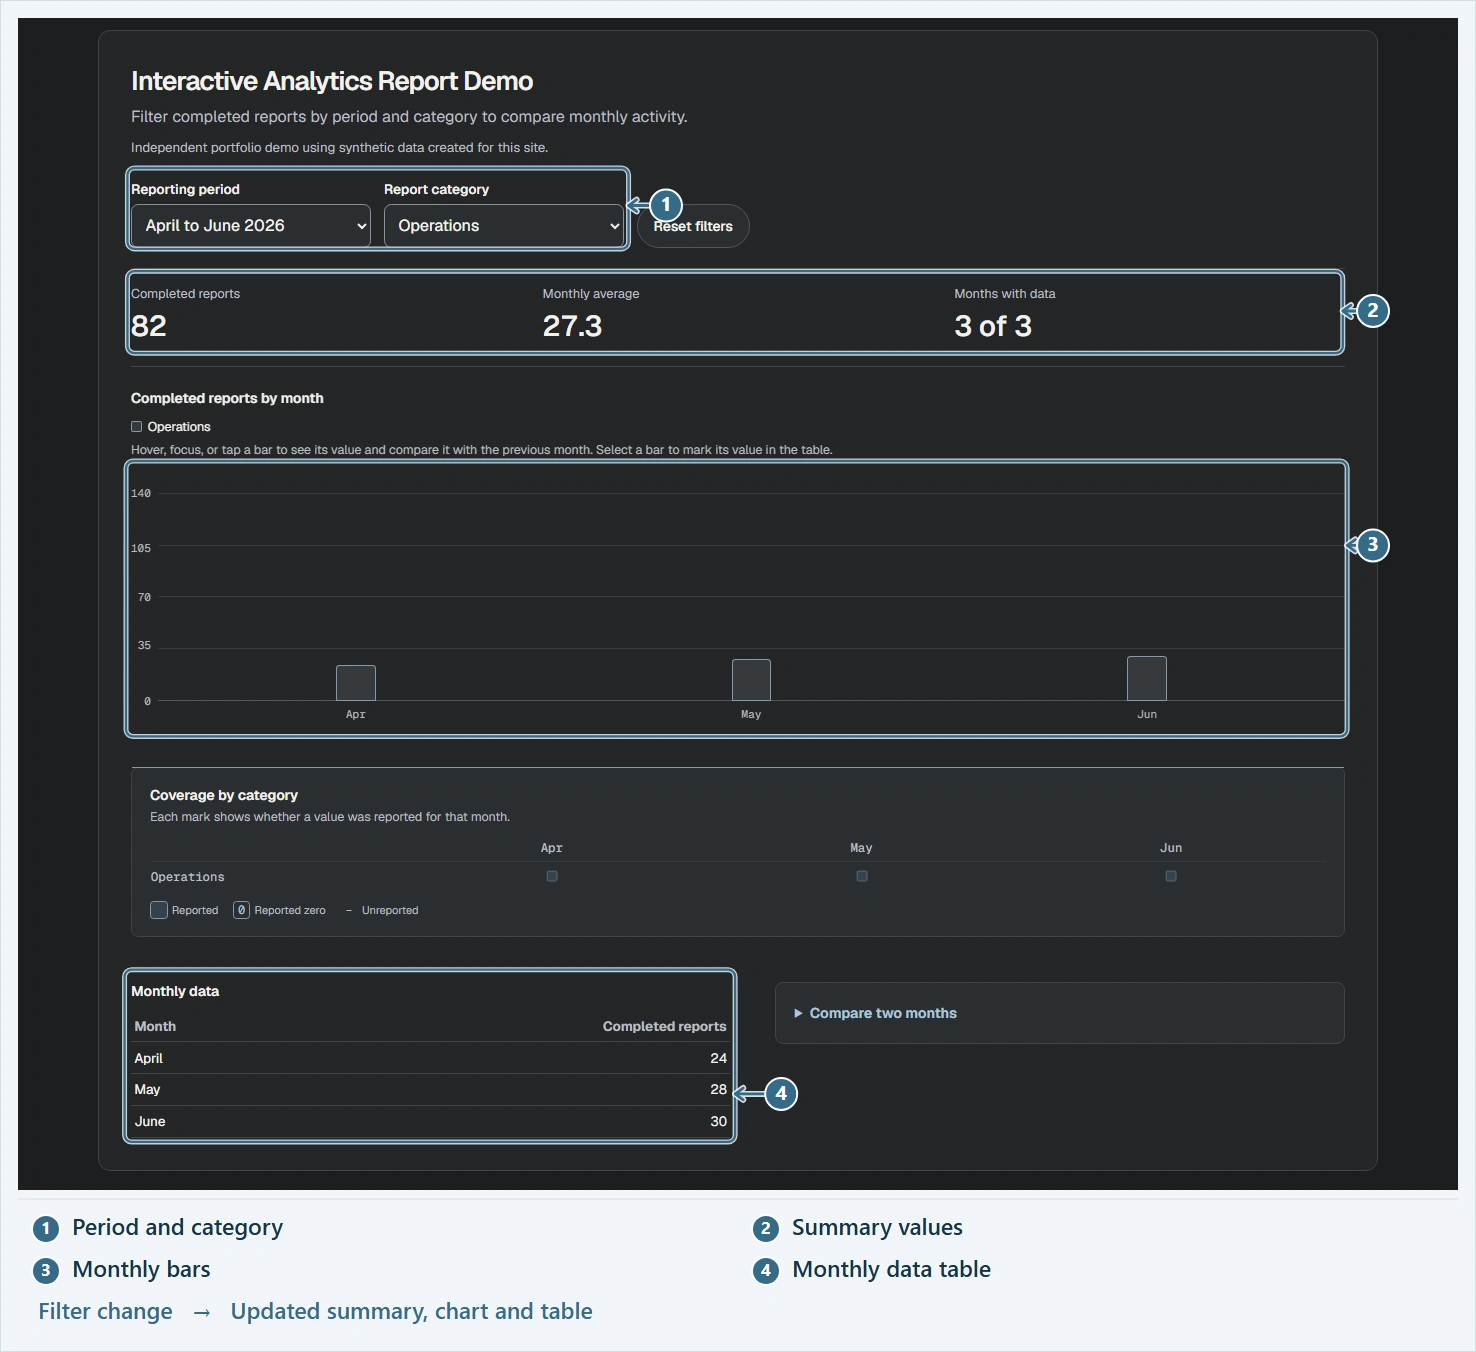 Interactive Analytics Report Demo
Filter completed reports by period and category to compare monthly activity.
Independent portfolio demo using synthetic data created for this site.
Reporting period Report category
April to June 2026 Operations 1 Reset filters
Completed reports Monthly average Months with data
82 27.3 3 of 3 2
Completed reports by month
Operations
Hover, focus, or tap a bar to see its value and compare it with the previous month. Select a bar to mark its value in the table.
140
105 3
70
35
0
Apr May Jun
Coverage by category
Each mark shows whether a value was reported for that month.
Apr May Jun
Operations
Reported 0 Reported zero – Unreported
Monthly data
Month Completed reports
April 24
May 28
June 30
Compare two months
4
1 Period and category
2 Summary values
3 Monthly bars
4 Monthly data table
Filter change → Updated summary, chart and table